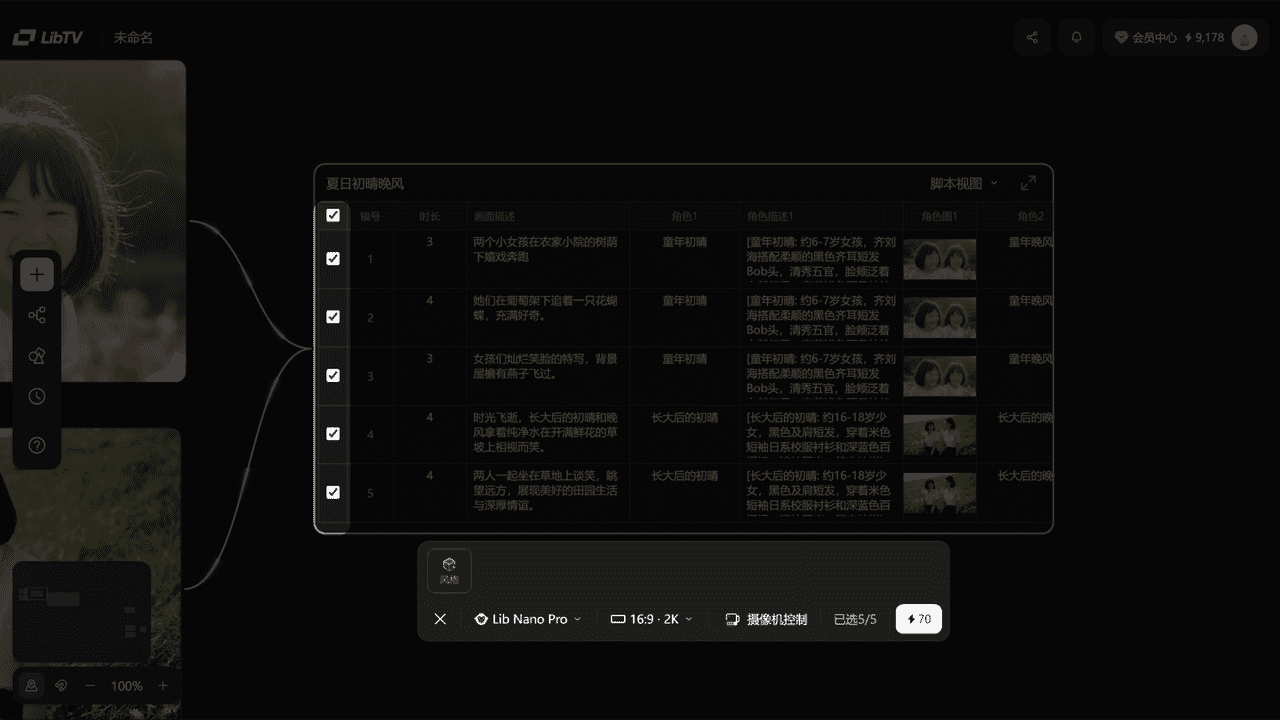 LibTV
未命名
会员中心
9,178
夏日初晴晚风
脚本视图
镜号
时长
画面描述
角色1
角色描述1
角色图1
角色2
1
3
两个小女孩在农家小院的树荫
下嬉戏奔跑
童年初晴
[童年初晴: 约6-7岁女孩，齐刘
海搭配柔顺的黑色齐耳短发
Bob头，清秀五官，脸颊泛着
童年晚风
2
4
她们在葡萄架下追着一只花蝴
蝶，充满好奇。
童年初晴
[童年初晴: 约6-7岁女孩，齐刘
海搭配柔顺的黑色齐耳短发
Bob头，清秀五官，脸颊泛着
童年晚风
3
3
女孩们灿烂笑脸的特写，背景
屋檐有燕子飞过。
童年初晴
[童年初晴: 约6-7岁女孩，齐刘
海搭配柔顺的黑色齐耳短发
Bob头，清秀五官，脸颊泛着
童年晚风
4
4
时光飞逝，长大后的初晴和晚
风拿着纯净水在开满鲜花的草
坡上相视而笑。
长大后的初晴
[长大后的初晴: 约16-18岁少
女，黑色及肩短发，穿着米色
短袖日系校服衬衫和深蓝色百
长大后的晚
5
4
两人一起坐在草地上谈笑，眺
望远方，展现美好的田园生活
与深厚情谊。
长大后的初晴
[长大后的初晴: 约16-18岁少
女，黑色及肩短发，穿着米色
短袖日系校服衬衫和深蓝色百
长大后的晚
风格
Lib Nano Pro
16:9 · 2K
摄像机控制
已选5/5
70
100%